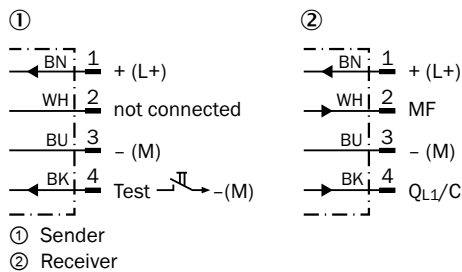 ① ②
BN 1 + (L+)
WH 2 not connected
BU 3 – (M)
BK 4 Test –(M)
BN 1 + (L+)
WH 2 MF
BU 3 – (M)
BK 4 QL1/C
① Sender
② Receiver